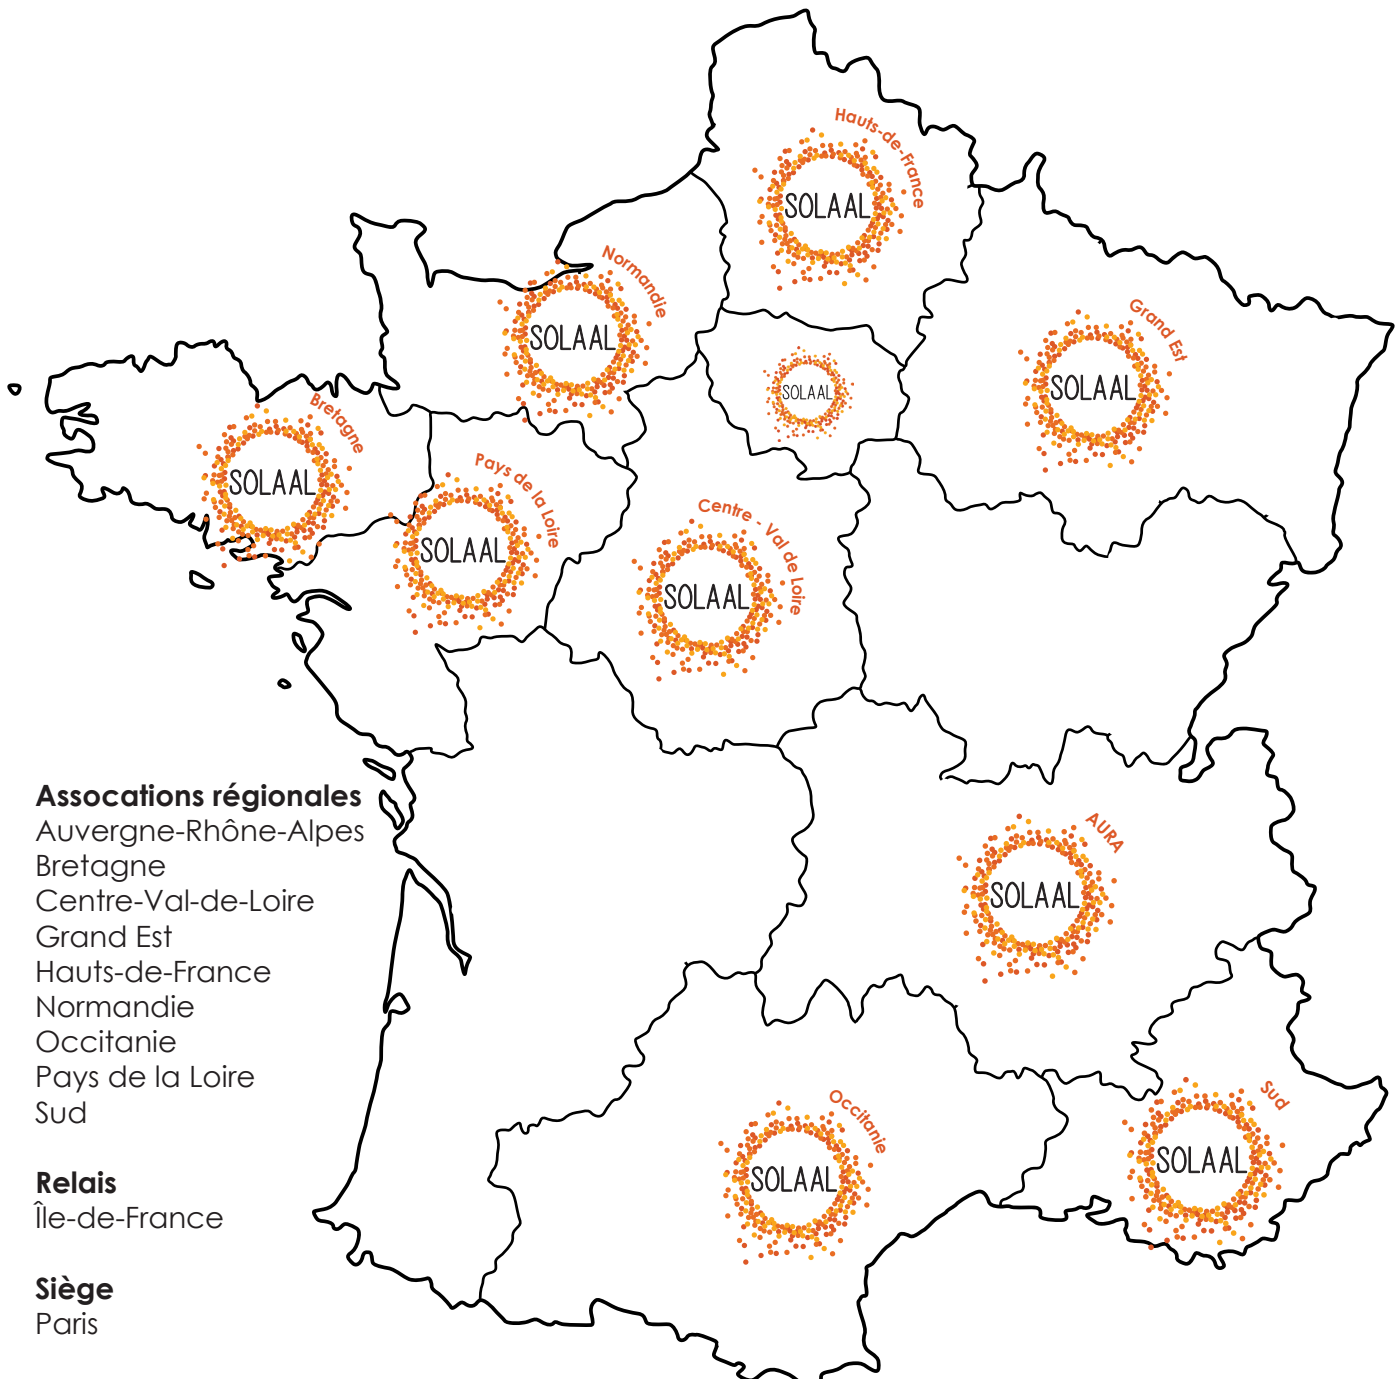 Hauts-de-France
SOLAAL
Normandie
SOLAAL
Grand Est
SOLAAL
SOLAAL
Bretagne
SOLAAL
Pays de la Loire
SOLAAL
Centre - Val de Loire
SOLAAL
AURA
SOLAAL
Occitanie
SOLAAL
Sud
SOLAAL
Assocations régionales
Auvergne-Rhône-Alpes
Bretagne
Centre-Val-de-Loire
Grand Est
Hauts-de-France
Normandie
Occitanie
Pays de la Loire
Sud
Relais
Île-de-France
Siège
Paris